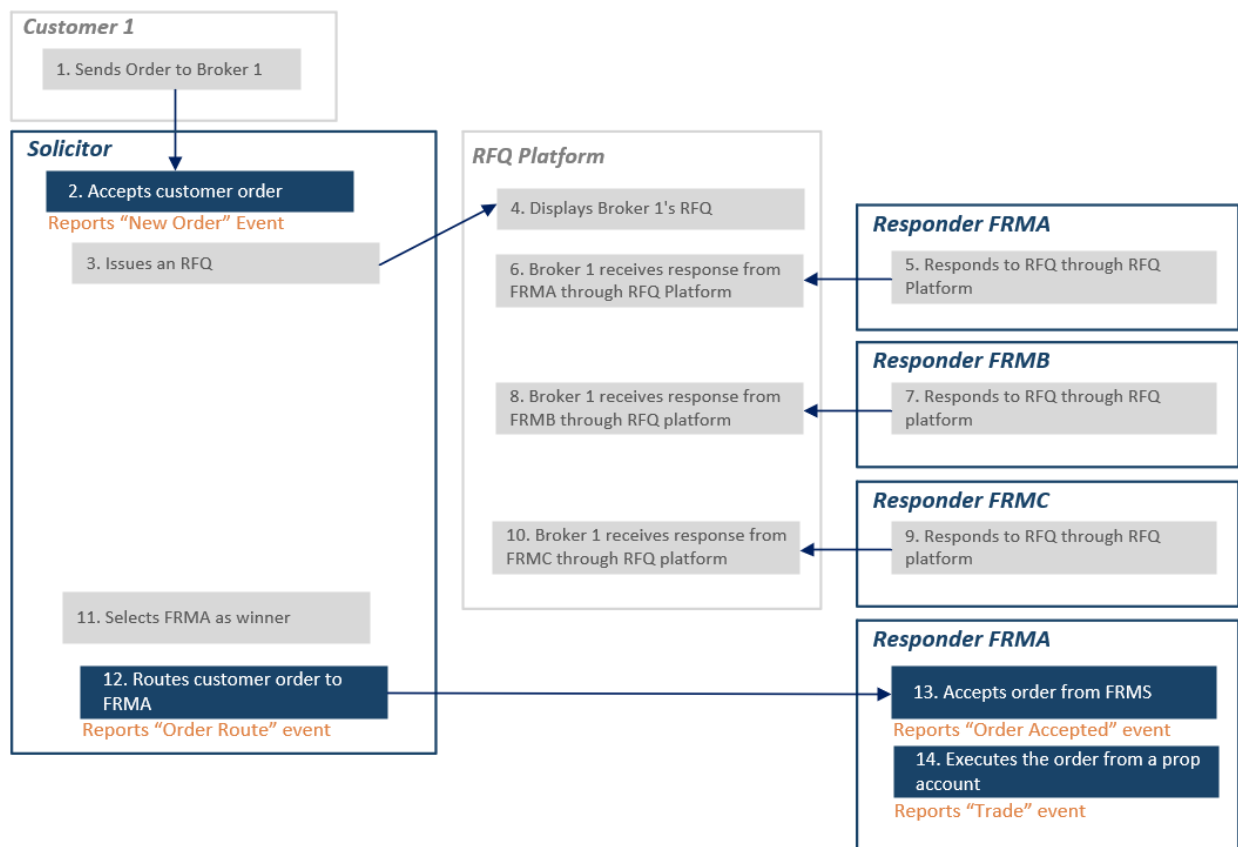 Customer 1
1. Sends Order to Broker 1
Solicitor
2. Accepts customer order
Reports “New Order” Event
3. Issues an RFQ
RFQ Platform
4. Displays Broker 1's RFQ
Responder FRMA
5. Responds to RFQ through RFQ
Platform
6. Broker 1 receives response from
FRMA through RFQ Platform
Responder FRMB
7. Responds to RFQ through RFQ
platform
8. Broker 1 receives response from
FRMB through RFQ platform
Responder FRMC
9. Responds to RFQ through RFQ
platform
10. Broker 1 receives response from
FRMC through RFQ platform
11. Selects FRMA as winner
12. Routes customer order to
FRMA
Reports “Order Route” event
Responder FRMA
13. Accepts order from FRMS
Reports “Order Accepted” event
14. Executes the order from a prop
account
Reports “Trade” event